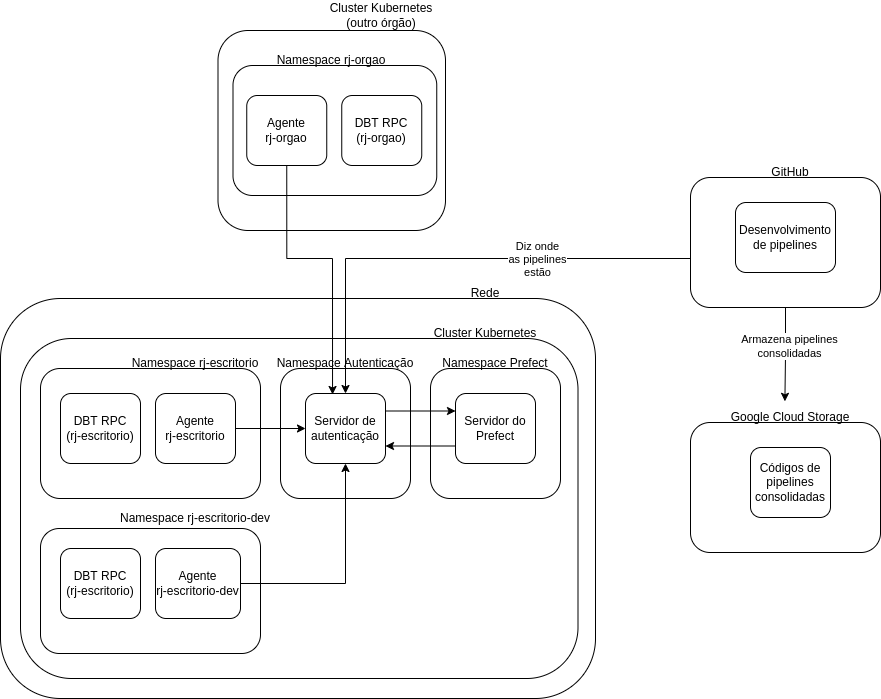 Cluster Kubernetes
(outro órgão)
Namespace rj-orgao
Agente
rj-orgao
DBT RPC
(rj-orgao)
GitHub
Desenvolvimento
de pipelines
Diz onde
as pipelines
estão
Rede
Armazena pipelines
consolidadas
Cluster Kubernetes
Namespace rj-escritorio
Namespace Autenticação
Namespace Prefect
DBT RPC
(rj-escritorio)
Agente
rj-escritorio
Servidor de
autenticação
Servidor do
Prefect
Google Cloud Storage
Códigos de
pipelines
consolidadas
Namespace rj-escritorio-dev
DBT RPC
(rj-escritorio)
Agente
rj-escritorio-dev